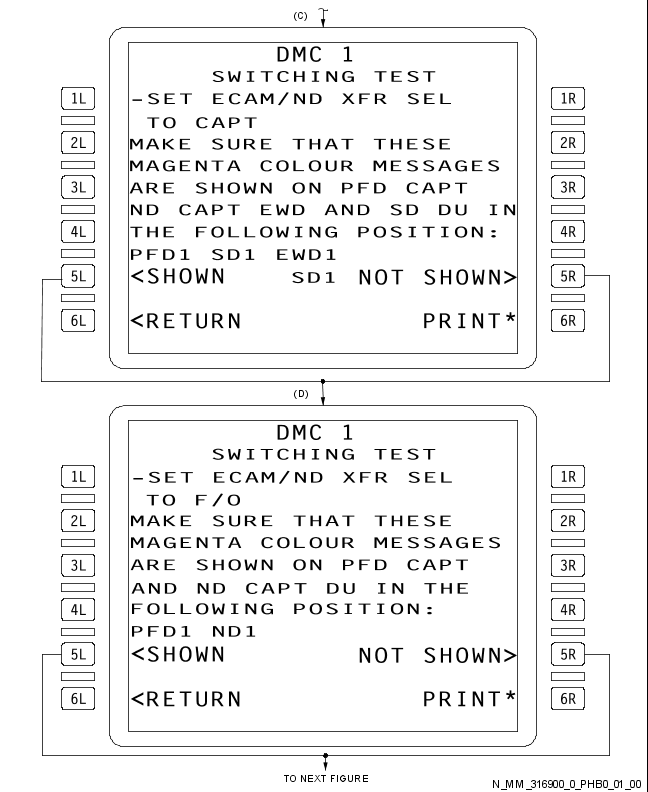 (C)
DMC 1
SWITCHING TEST
1L –SET ECAM/ND XFR SEL 1R
TO CAPT
2L MAKE SURE THAT THESE 2R
MAGENTA COLOUR MESSAGES
3L ARE SHOWN ON PFD CAPT 3R
ND CAPT EWD AND SD DU IN
4L THE FOLLOWING POSITION: 4R
PFD1 SD1 EWD1
5L <SHOWN SD1 NOT SHOWN> 5R
6L <RETURN PRINT* 6R
(D)
DMC 1
SWITCHING TEST
1L –SET ECAM/ND XFR SEL 1R
TO F/O
2L MAKE SURE THAT THESE 2R
MAGENTA COLOUR MESSAGES
3L ARE SHOWN ON PFD CAPT 3R
AND ND CAPT DU IN THE
4L FOLLOWING POSITION: 4R
PFD1 ND1
5L <SHOWN NOT SHOWN> 5R
6L <RETURN PRINT* 6R
TO NEXT FIGURE
N_MM_316900_0_PHB0_01_00